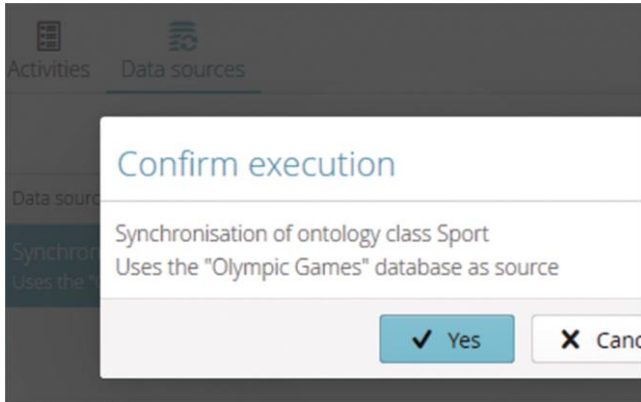 Activities Data sources
Confirm execution
Data sourc
Synchronisation of ontology class Sport
Synchron
Uses the "Olympic Games" database as source
Uses the "
Yes Canc